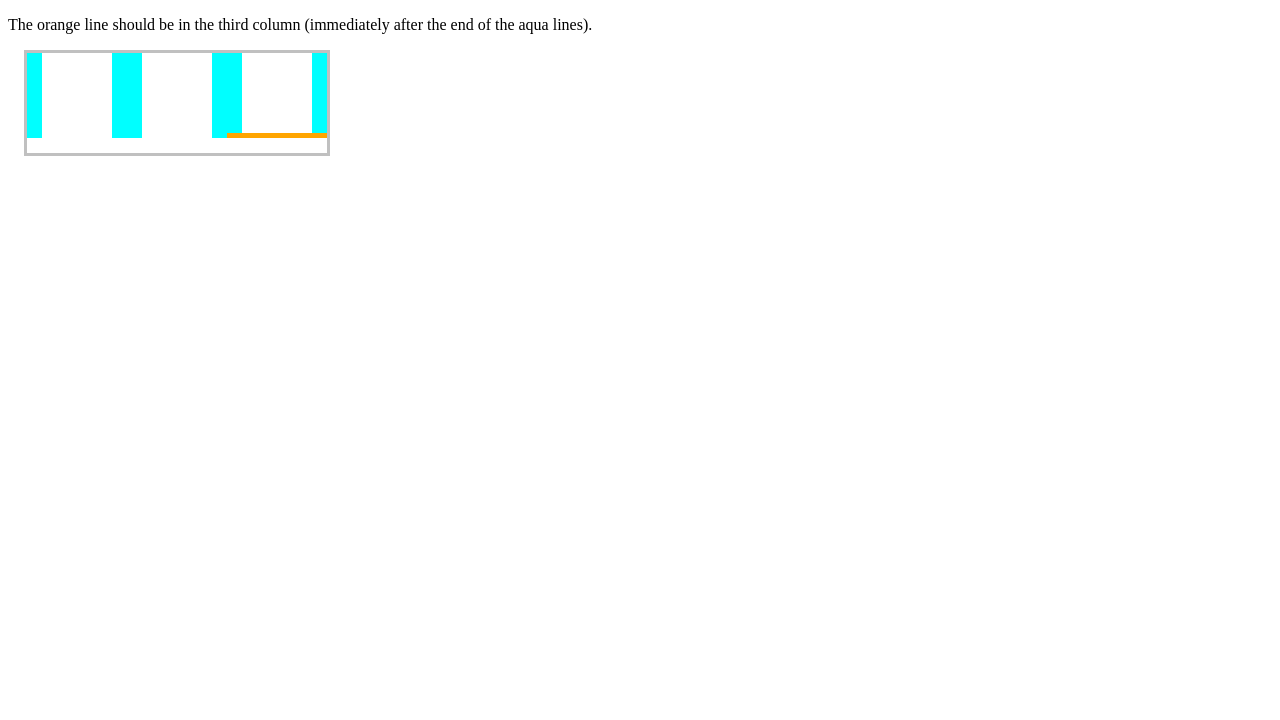 The orange line should be in the third column (immediately after the end of the aqua lines).